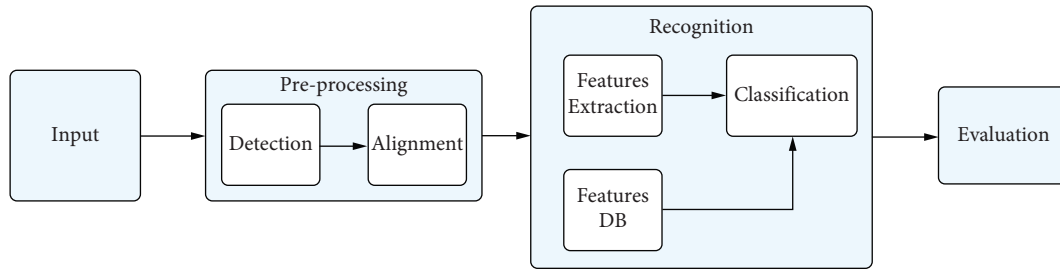 Input
Pre-processing
Detection
Alignment
Recognition
Features
Extraction
Classification
Features
DB
Evaluation